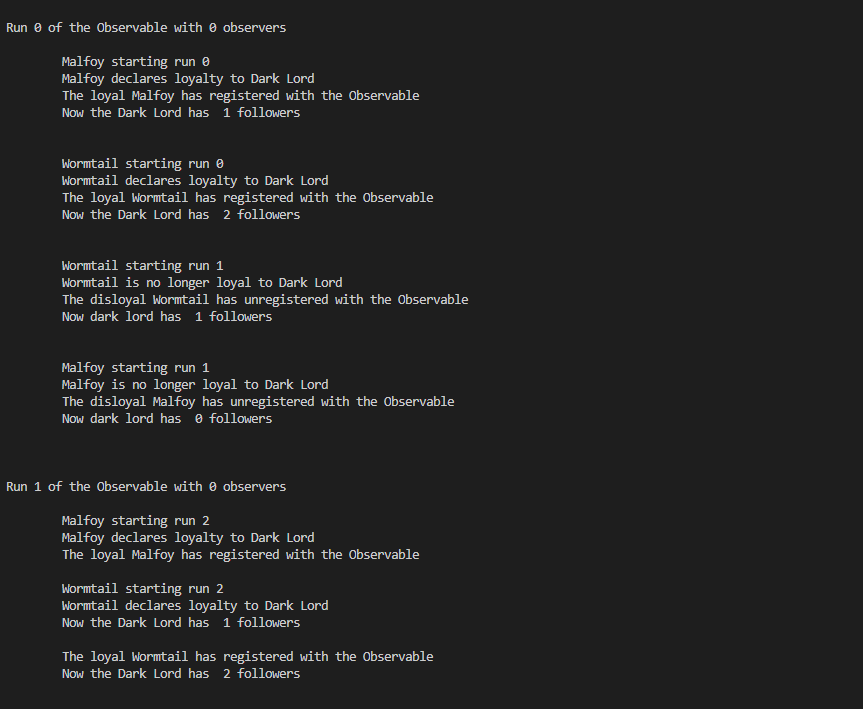 Run 0 of the Observable with 0 observers
Malfoy starting run 0
Malfoy declares loyalty to Dark Lord
The loyal Malfoy has registered with the Observable
Now the Dark Lord has  1 followers
Wormtail starting run 0
Wormtail declares loyalty to Dark Lord
The loyal Wormtail has registered with the Observable
Now the Dark Lord has  2 followers
Wormtail starting run 1
Wormtail is no longer loyal to Dark Lord
The disloyal Wormtail has unregistered with the Observable
Now dark lord has  1 followers
Malfoy starting run 1
Malfoy is no longer loyal to Dark Lord
The disloyal Malfoy has unregistered with the Observable
Now dark lord has  0 followers
Run 1 of the Observable with 0 observers
Malfoy starting run 2
Malfoy declares loyalty to Dark Lord
The loyal Malfoy has registered with the Observable
Wormtail starting run 2
Wormtail declares loyalty to Dark Lord
Now the Dark Lord has  1 followers
The loyal Wormtail has registered with the Observable
Now the Dark Lord has  2 followers